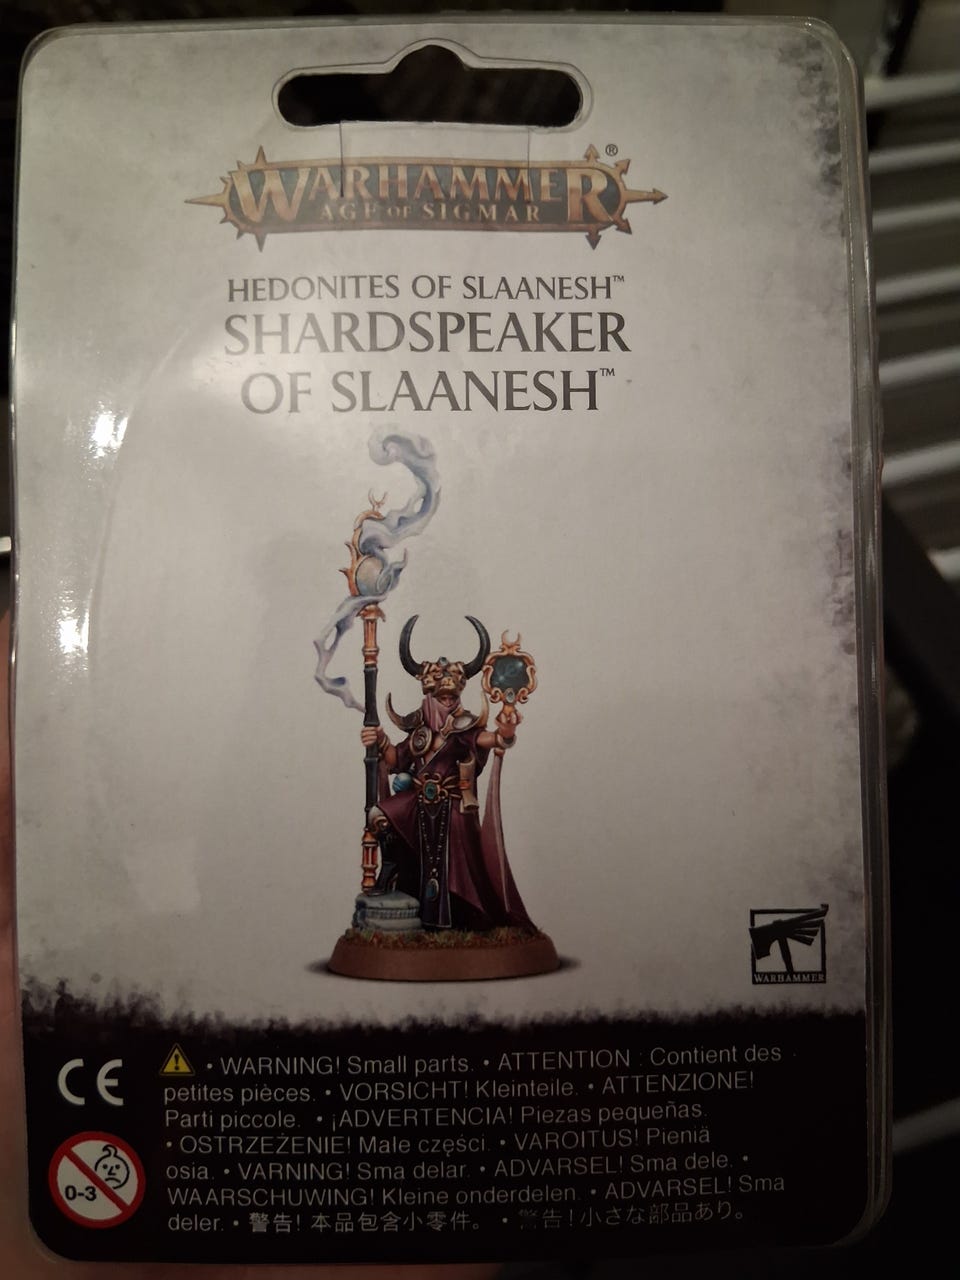 WARHAMMER®
AGE OF SIGMAR
HEDONITES OF SLAANESH™
SHARDSPEAKER
OF SLAANESH™
WARHAMMER
CE
0-3
• WARNING! Small parts. • ATTENTION : Contient des
petites pièces. • VORSICHT! Kleinteile. • ATTENZIONE!
Parti piccole. • ¡ADVERTENCIA! Piezas pequeñas.
• OSTRZEŻENIE! Małe części. • VAROITUS! Pieniä
osia. • VARNING! Sma delar. • ADVARSEL! Sma dele. •
WAARSCHUWING! Kleine onderdelen. • ADVARSEL! Sma
deler. • 警告! 本品包含小零件。 • 警告!小さな部品あり。